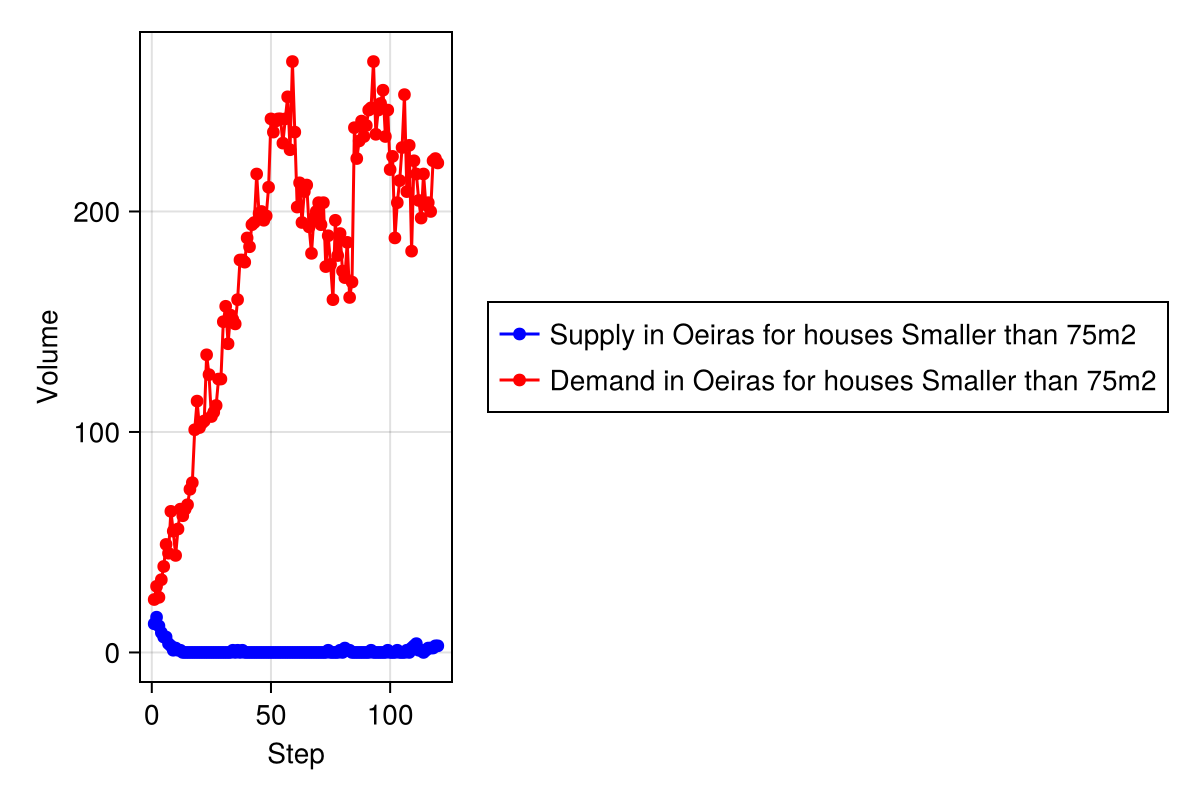 Volume
200
100
0
0 50 100
Step
Supply in Oeiras for houses Smaller than 75m2
Demand in Oeiras for houses Smaller than 75m2